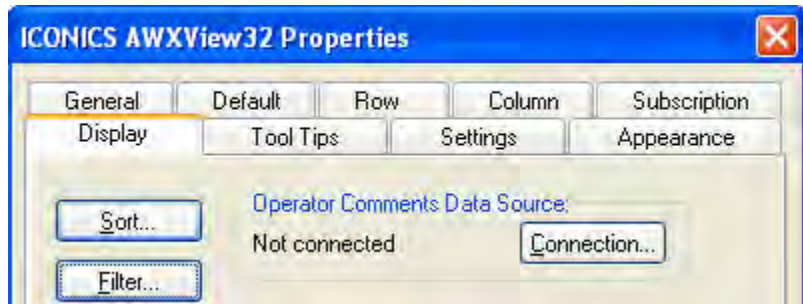 ICONICS AWXView32 Properties
General Default Row Column Subscription
Display Tool Tips Settings Appearance
Sort... Operator Comments Data Source:
Not connected Connection...
Filter...